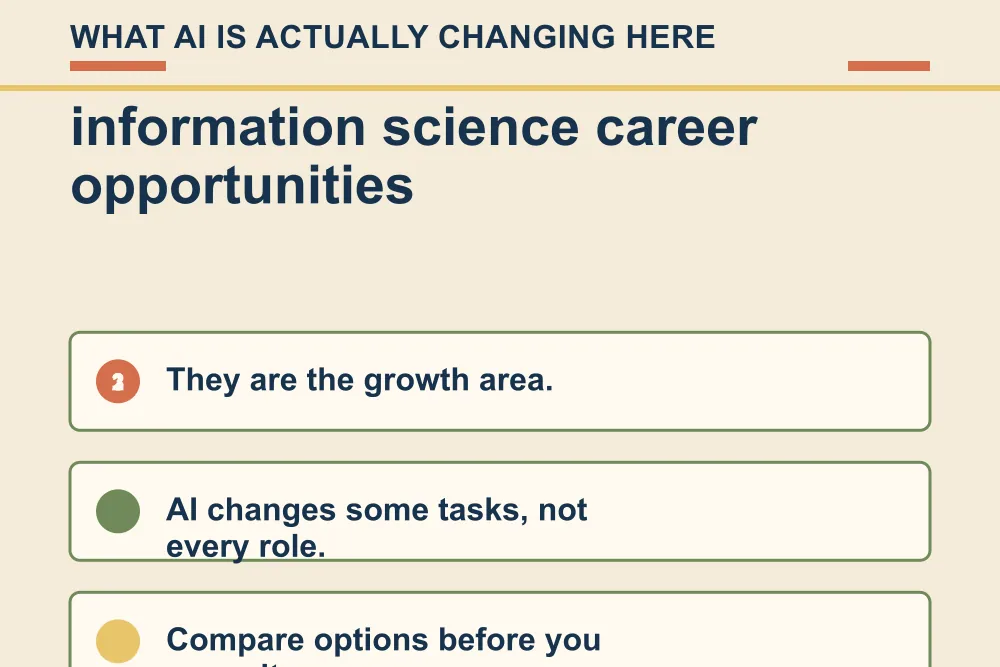 WHAT AI IS ACTUALLY CHANGING HERE
information science career
opportunities
They are the growth area.
AI changes some tasks, not
every role.
Compare options before you